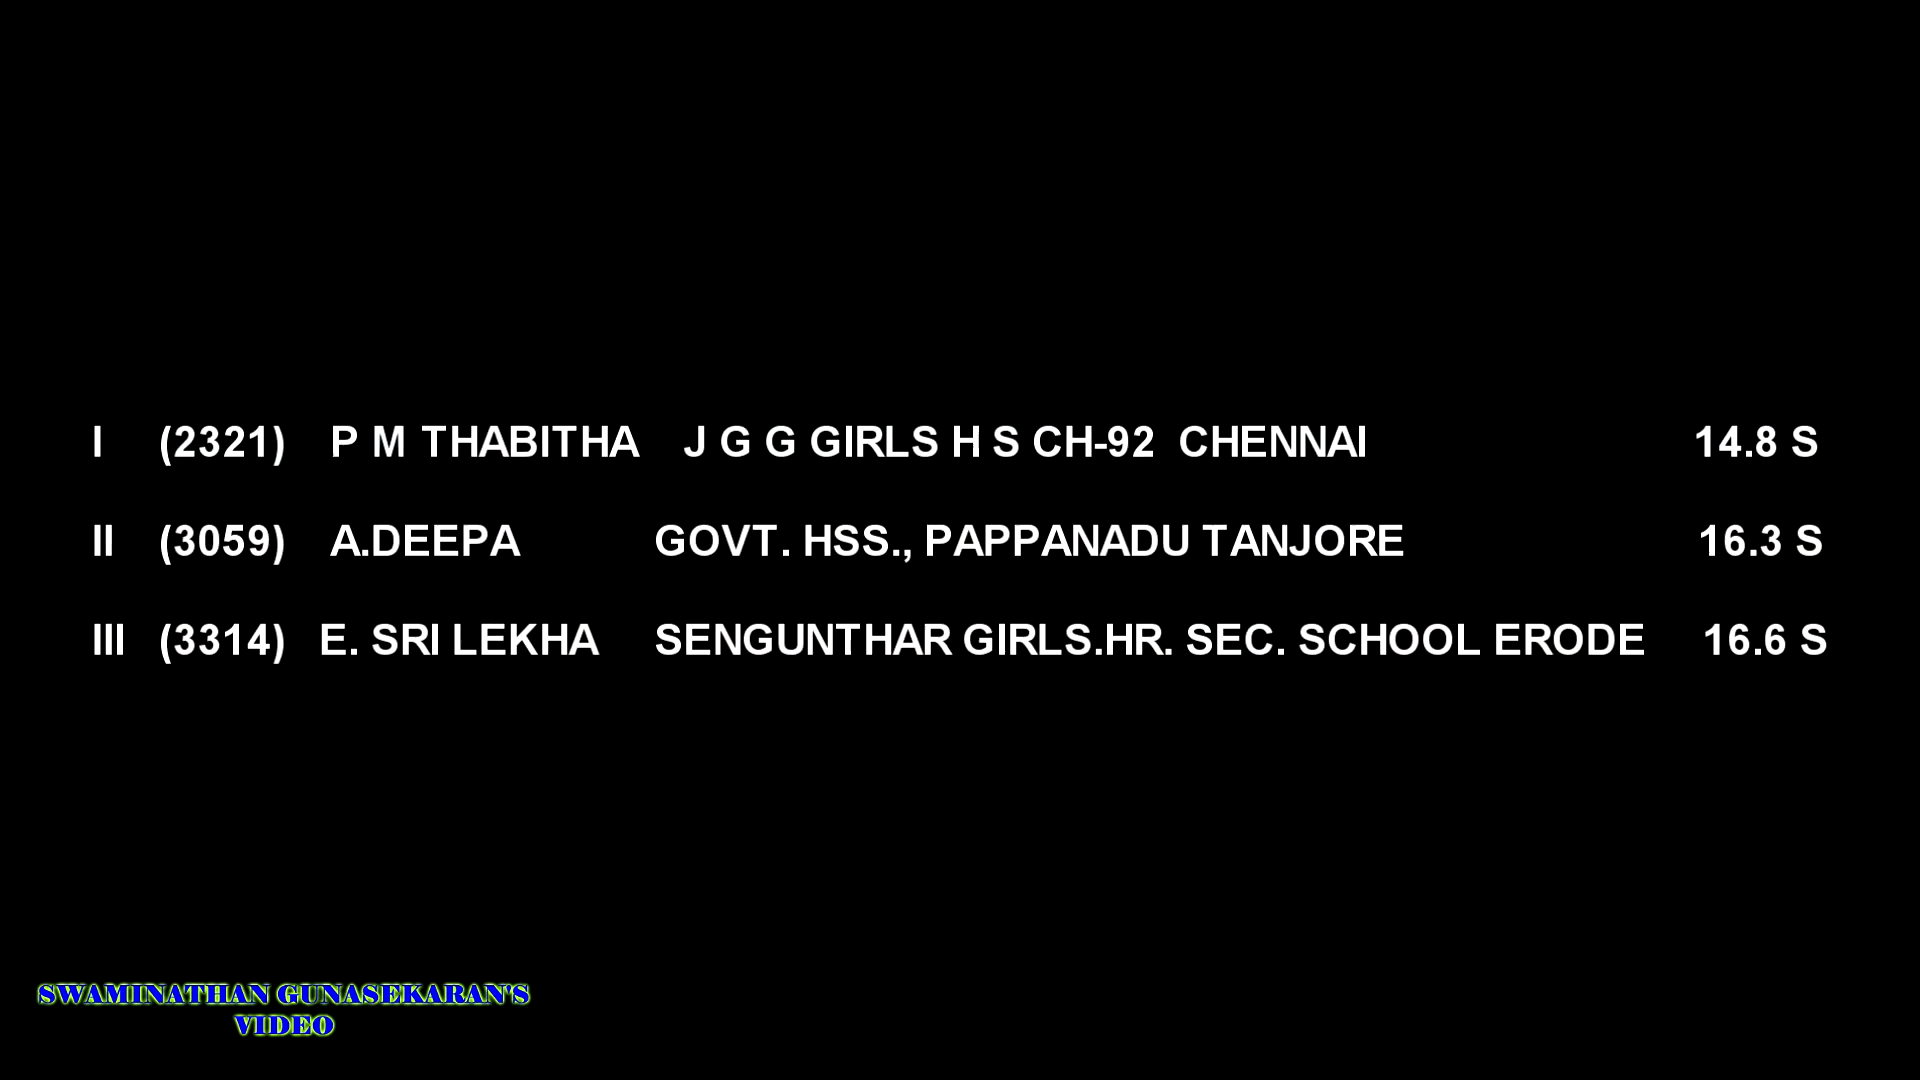 I (2321) P M THABITHA J G G GIRLS H S CH-92 CHENNAI 14.8 S
II (3059) A.DEEPA GOVT. HSS., PAPPANADU TANJORE 16.3 S
III (3314) E. SRI LEKHA SENGUNTHAR GIRLS.HR. SEC. SCHOOL ERODE 16.6 S
SWAMINATHAN GUNASEKARAN'S
VIDEO